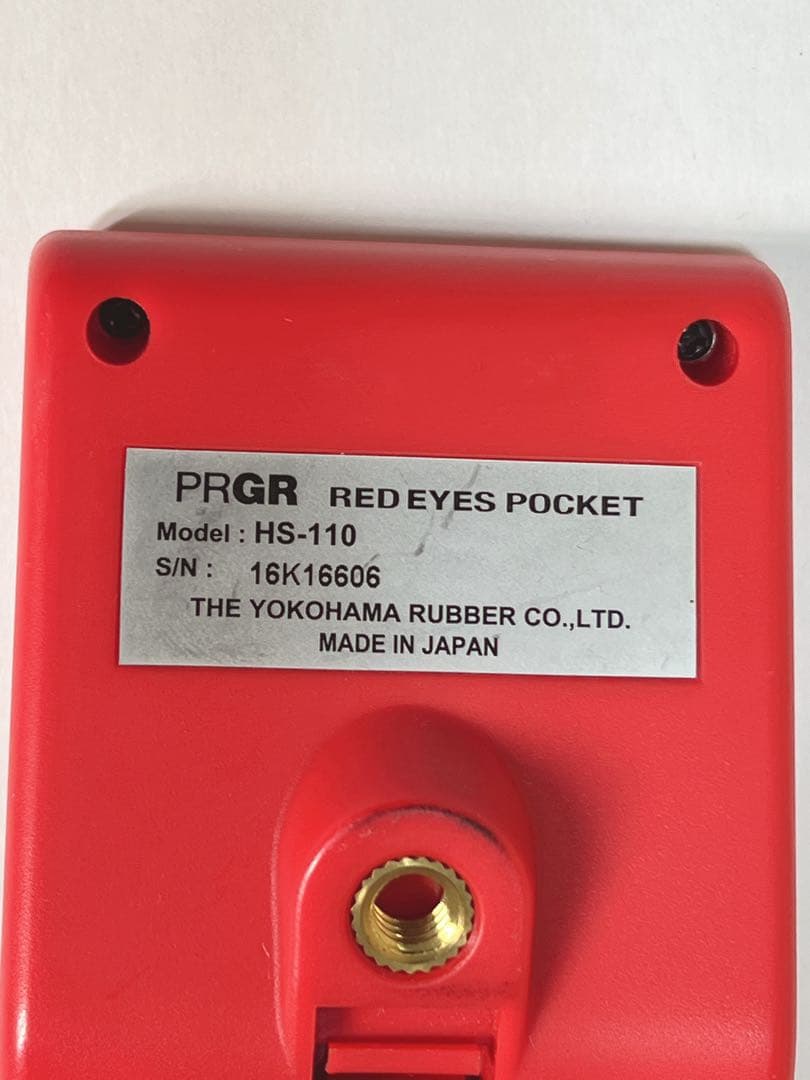 PRGR RED EYES POCKET
Model : HS-110
S/N : 16K16606
THE YOKOHAMA RUBBER CO.,LTD.
MADE IN JAPAN